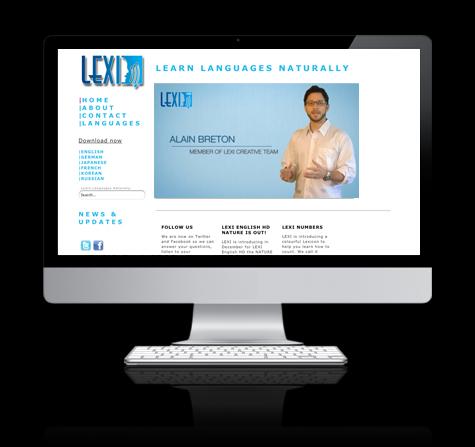 LEXI
LEARN LANGUAGES NATURALLY
|HOME
|ABOUT
|CONTACT
|LANGUAGES
Download now
|ENGLISH
|GERMAN
|JAPANESE
|FRENCH
|KOREAN
|RUSSIAN
Learn Languages Naturally
Search...
NEWS &
UPDATES
LEXI
ALAIN BRETON
MEMBER OF LEXI CREATIVE TEAM
FOLLOW US
We are now on Twitter
and Facebook so we can
answer your questions,
listen to your
LEXI ENGLISH HD
NATURE IS OUT!
LEXI is introducing in
December for LEXI
English HD the NATURE
LEXI NUMBERS
LEXI is introducing a
colourful Lexicon to
help you learn how to
count. We call it